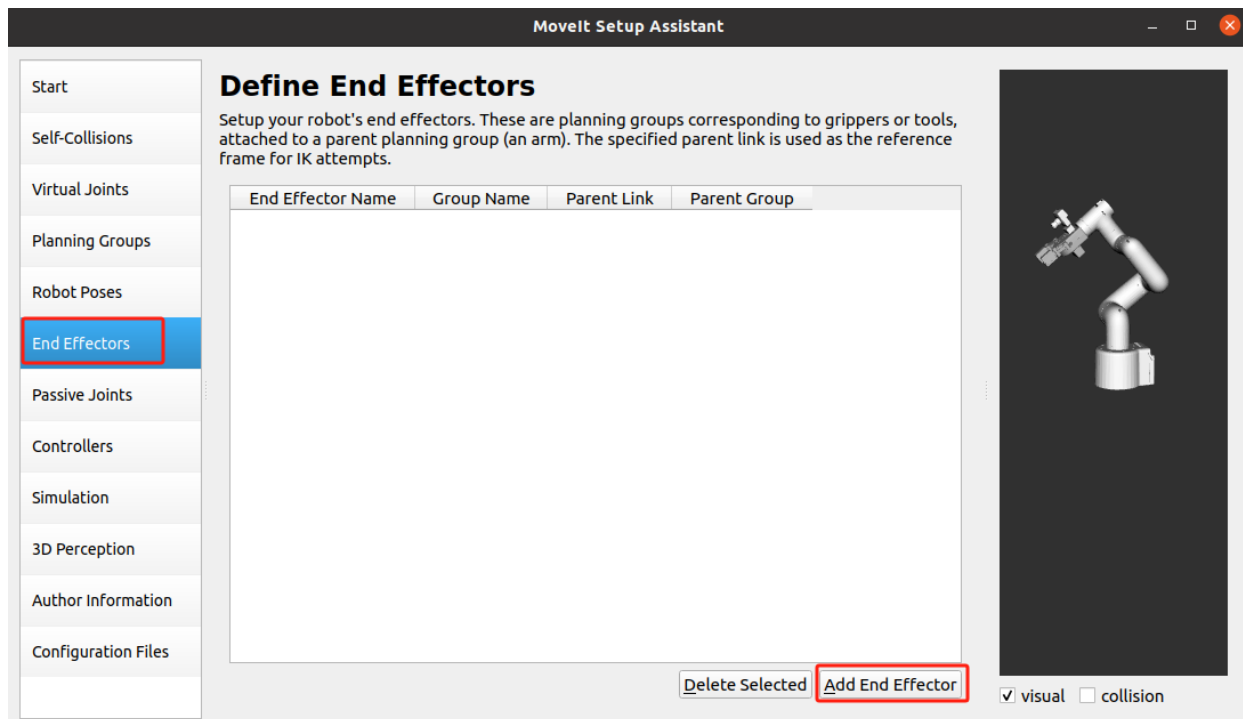 MoveIt Setup Assistant
Start
Self-Collisions
Virtual Joints
Planning Groups
Robot Poses
End Effectors
Passive Joints
Controllers
Simulation
3D Perception
Author Information
Configuration Files
Define End Effectors
Setup your robot's end effectors. These are planning groups corresponding to grippers or tools,
attached to a parent planning group (an arm). The specified parent link is used as the reference
frame for IK attempts.
End Effector Name Group Name Parent Link Parent Group
Delete Selected Add End Effector
visual collision